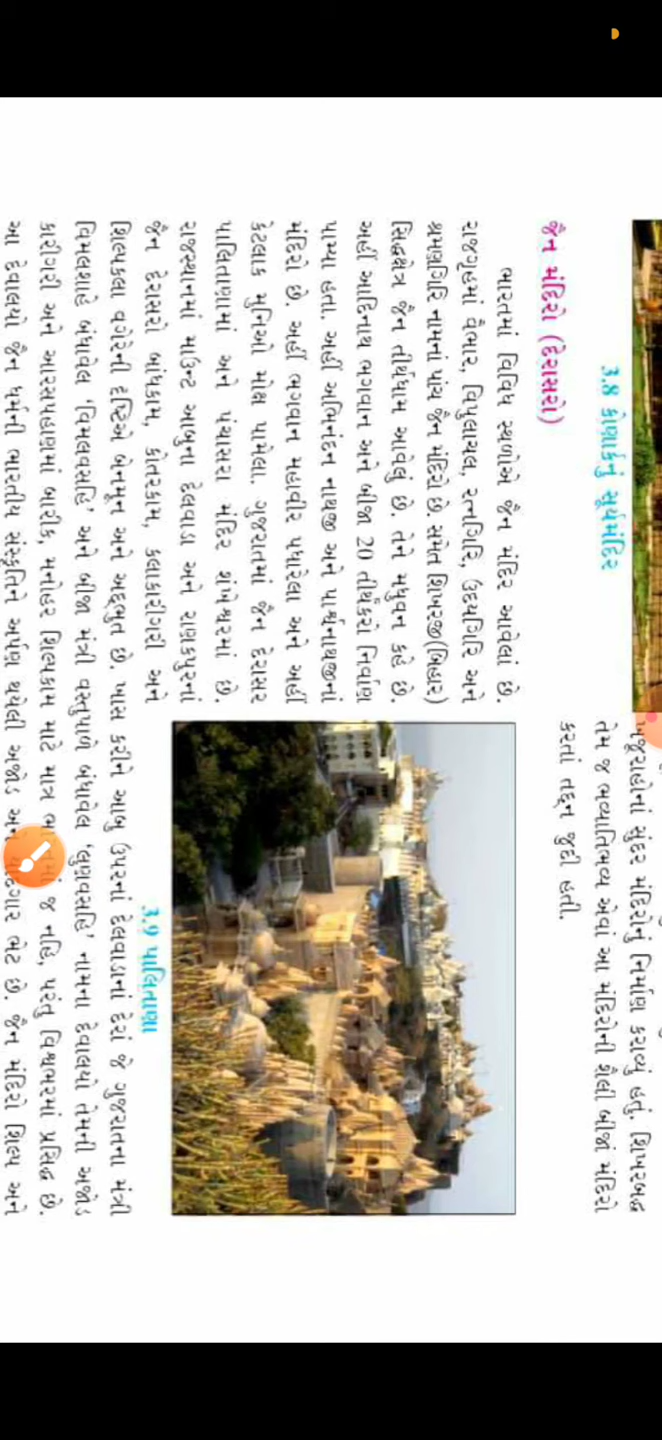 3.8 કોણાર્કનું સૂર્યમંદિર
ખજૂરાહોનાં સુંદર મંદિરોનું નિર્માણ કરાયું હતું. શિખરબદ્ધ
તેમ જ ભવ્યાતિભવ્ય એવાં આ મંદિરોની શૈલી બીજાં મંદિરો
કરતાં તદ્દન જુદી હતી.
જૈન મંદિરો (દેરાસરો)
ભારતમાં વિવિધ સ્થળોએ જૈન મંદિર આવેલાં છે.
રાજગૃહમાં વૈભાર, વિપુલાચલ, રત્નગિરિ, ઉદયગિરિ અને
શ્રમણગિરિ નામનાં પાંચ જૈન મંદિરો છે. સમેત શિખરજી(બિહાર)
સિદ્ધક્ષેત્ર જૈન તીર્થધામ આવેલું છે. તેને મધુવન કહે છે.
અહીં આદિનાથ ભગવાન અને બીજા 20 તીર્થંકરો નિર્વાણ
પામ્યા હતા. અહીં અભિનંદન નાથજી અને પાર્શ્વનાથજીનાં
મંદિરો છે. અહીં ભગવાન મહાવીર પધારેલા અને અહીં
કેટલાક મુનિઓ મોક્ષ પામેલા. ગુજરાતમાં જૈન દેરાસર
પાલિતાણામાં અને પંચાસરા મંદિર શંખેશ્વરમાં છે.
રાજસ્થાનમાં માઉન્ટ આબુના દેલવાડા અને રાણકપુરનાં
જૈન દેરાસરો બાંધકામ, કોતરકામ, કલાકારીગરી અને
શિલ્પકલા વગેરેની દૃષ્ટિએ બેનમૂન અને અદ્ભુત છે. ખાસ કરીને આબુ ઉપરનાં દેલવાડાનાં દેરાં જે ગુજરાતના મંત્રી
વિમલશાહે બંધાવેલ ‘વિમલવસહિ’ અને બીજા મંત્રી વસ્તુપાળે બંધાવેલ ‘લુણવસહિ’ નામના દેવાલયો તેમની અજોડ
કારીગરી અને આરસપહાણમાં બારીક, મનોહર શિલ્પકામ માટે માત્ર જ નહિ, પરંતુ વિશ્વભરમાં પ્રસિદ્ધ છે.
આ દેવાલયો જૈન ધર્મની ભારતીય સંસ્કૃતિને અર્પણ થયેલી અજોડ અને યાદગાર ભેટ છે. જૈન મંદિરો શિલ્પ અને
3.9 પાલિતાણા